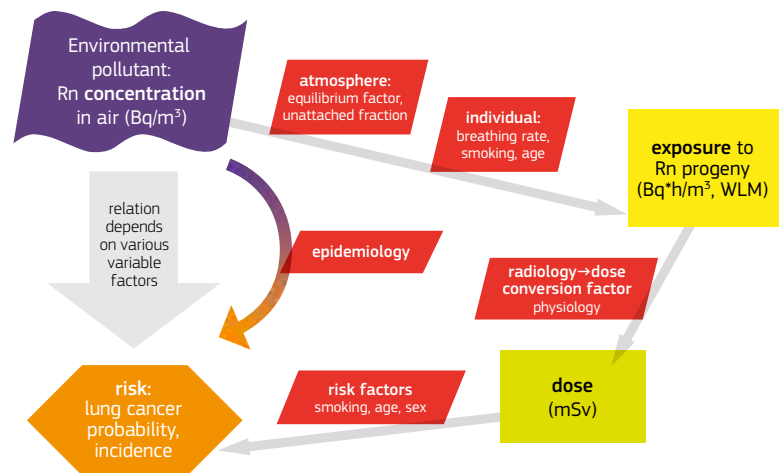 Environmental
pollutant:
Rn concentration
in air (Bq/m³)
atmosphere:
equilibrium factor,
unattached fraction
individual:
breathing rate,
smoking, age
exposure to
Rn progeny
(Bq*h/m³, WLM)
relation
depends
on various
variable
factors
epidemiology
radiology→dose
conversion factor
physiology
risk:
lung cancer
probability,
incidence
risk factors
smoking, age, sex
dose
(mSv)